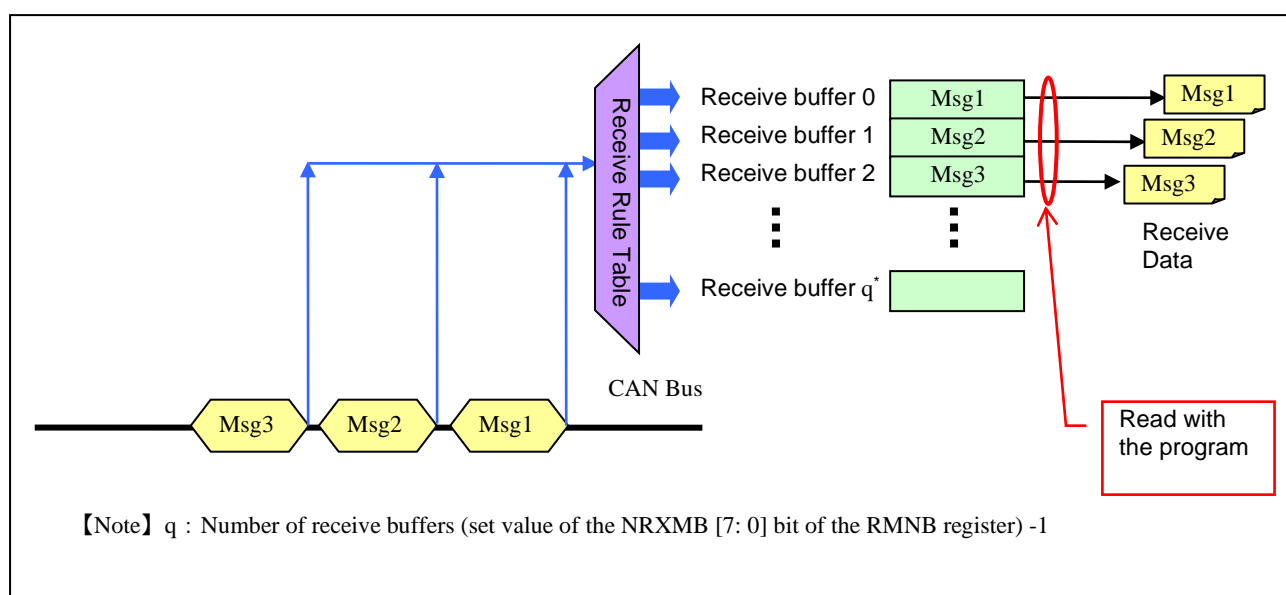 Receive Rule Table
Receive buffer 0
Msg1
Msg1
Receive buffer 1
Msg2
Msg2
Receive buffer 2
Msg3
Msg3
Receive
Data
Receive buffer q*
CAN Bus
Msg3
Msg2
Msg1
Read with
the program
【Note】q : Number of receive buffers (set value of the NRXMB [7: 0] bit of the RMNB register) -1